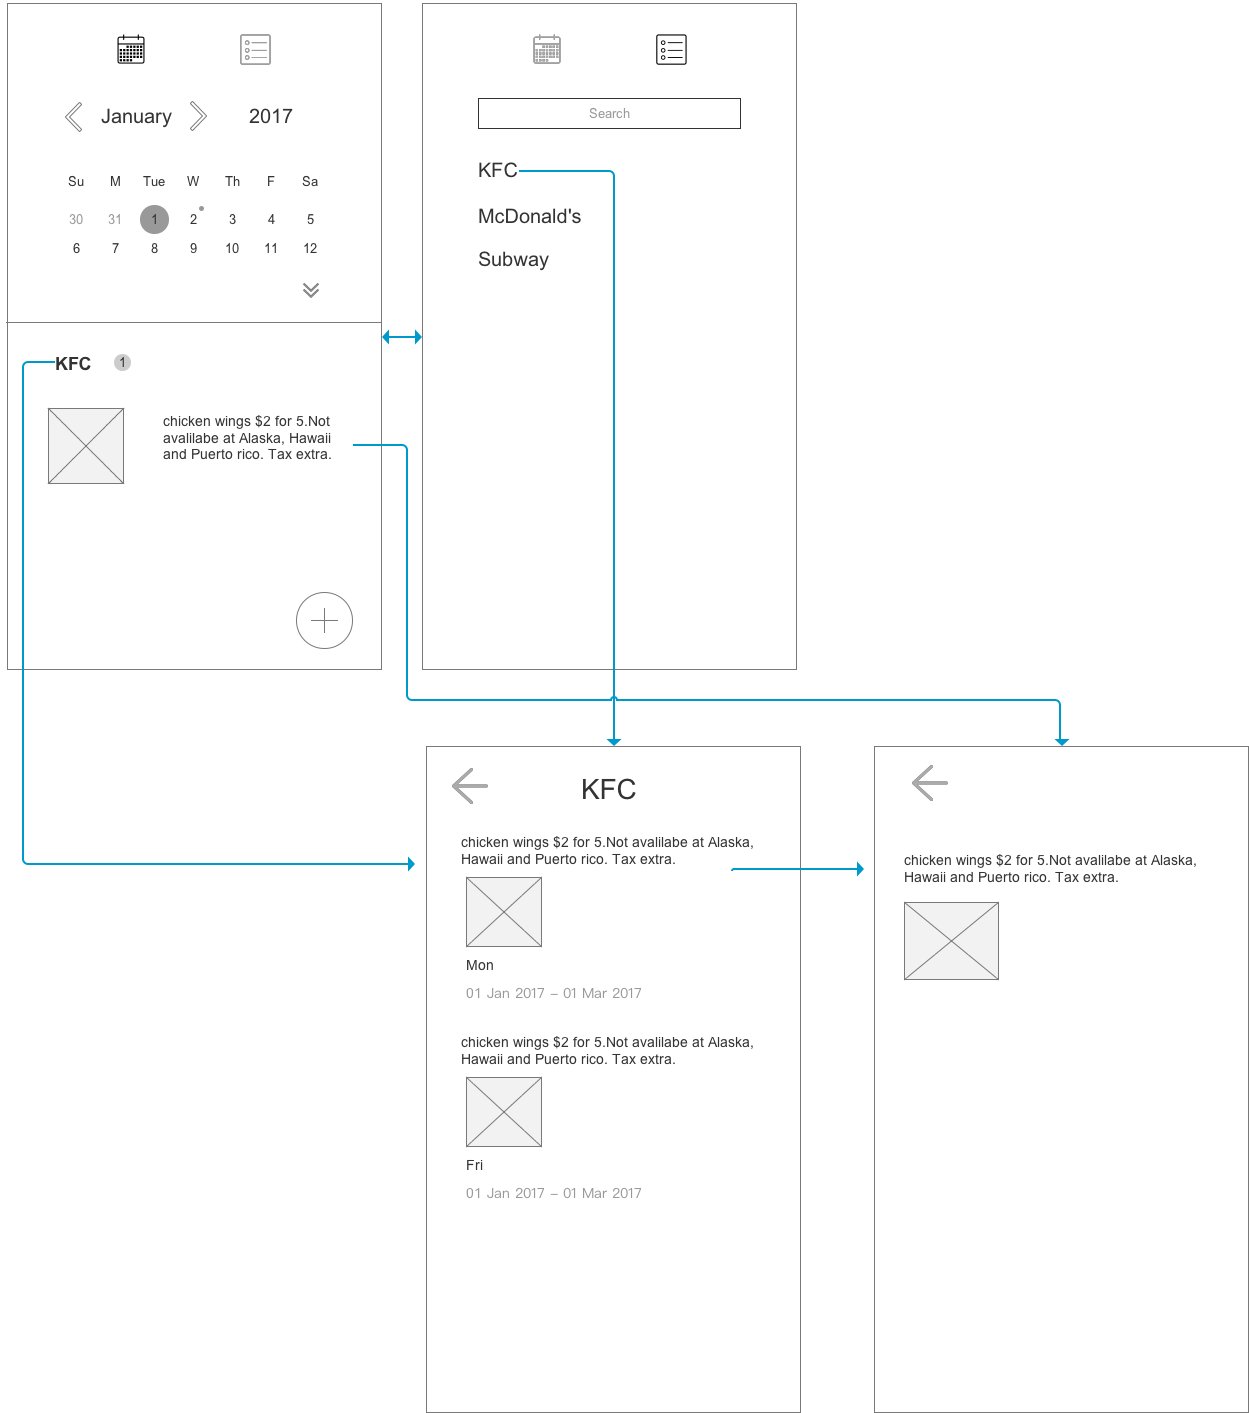 January 2017
Su M Tue W Th F Sa
30 31 1 2 3 4 5
6 7 8 9 10 11 12
KFC 1
chicken wings $2 for 5.Not
avalilabe at Alaska, Hawaii
and Puerto rico. Tax extra.
Search
KFC
McDonald's
Subway
KFC
chicken wings $2 for 5.Not avalilabe at Alaska,
Hawaii and Puerto rico. Tax extra.
Mon
01 Jan 2017 – 01 Mar 2017
chicken wings $2 for 5.Not avalilabe at Alaska,
Hawaii and Puerto rico. Tax extra.
Fri
01 Jan 2017 – 01 Mar 2017
chicken wings $2 for 5.Not avalilabe at Alaska,
Hawaii and Puerto rico. Tax extra.